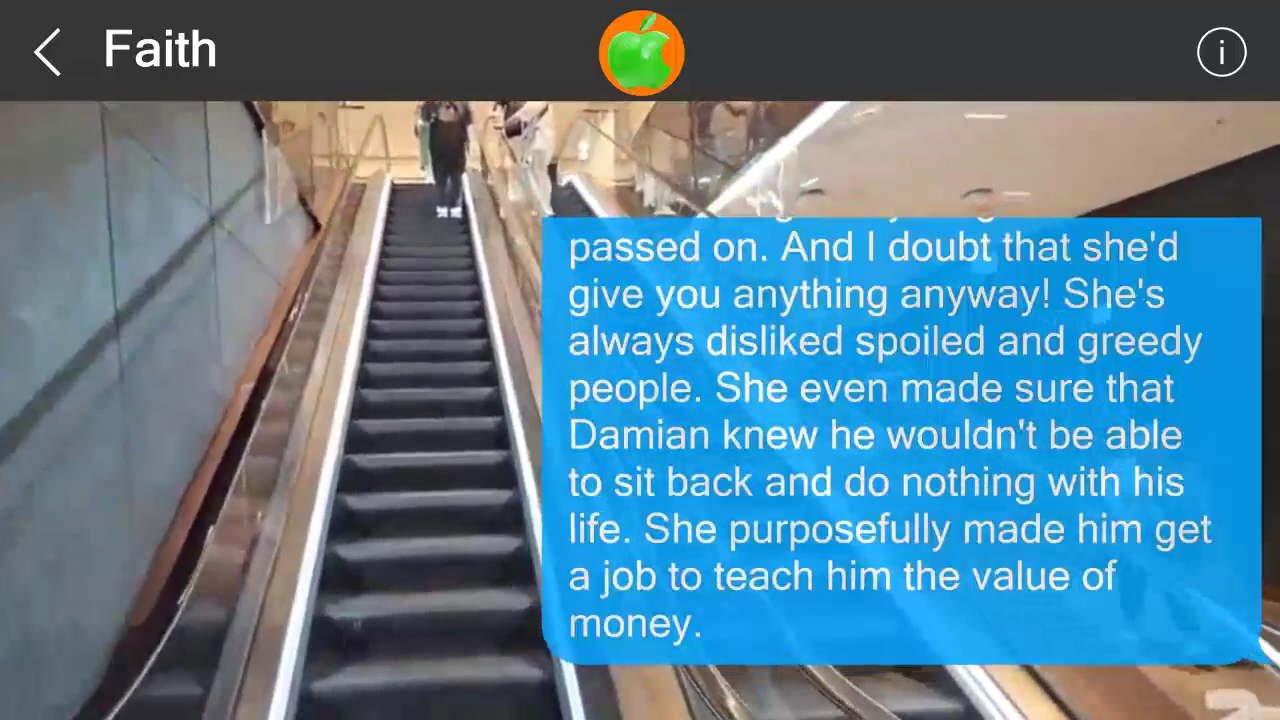 Faith
passed on. And I doubt that she'd
give you anything anyway! She's
always disliked spoiled and greedy
people. She even made sure that
Damian knew he wouldn't be able
to sit back and do nothing with his
life. She purposefully made him get
a job to teach him the value of
money.